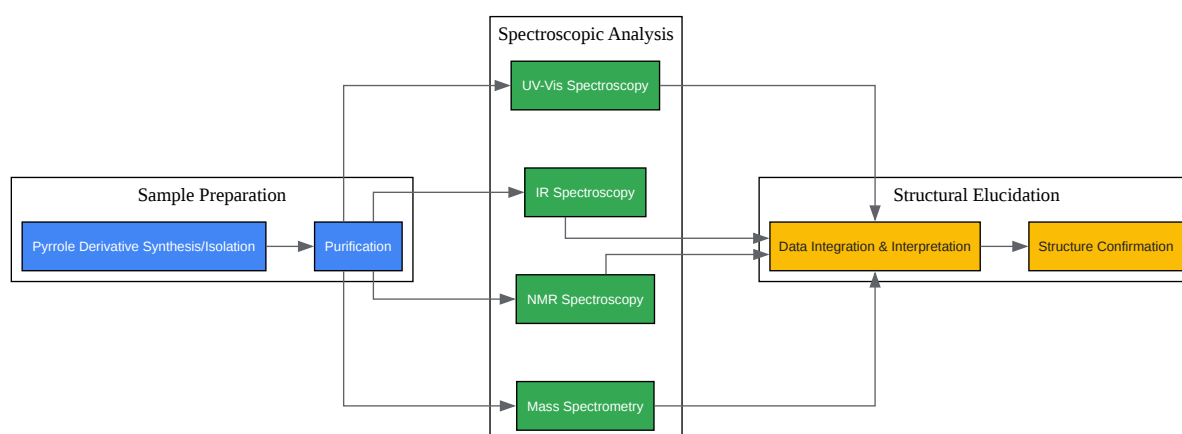 Sample Preparation
Pyrrole Derivative Synthesis/Isolation
Purification
Spectroscopic Analysis
UV-Vis Spectroscopy
IR Spectroscopy
NMR Spectroscopy
Mass Spectrometry
Structural Elucidation
Data Integration & Interpretation
Structure Confirmation